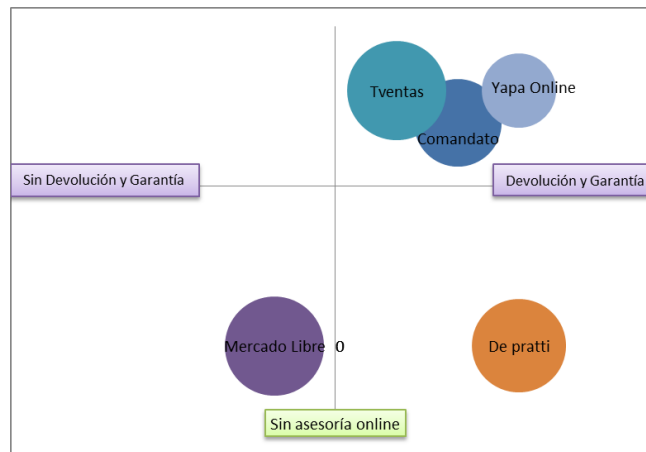 Tventas
Yapa Online
Comandato
Sin Devolución y Garantía
Devolución y Garantía
Mercado Libre
0
De pratti
Sin asesoría online